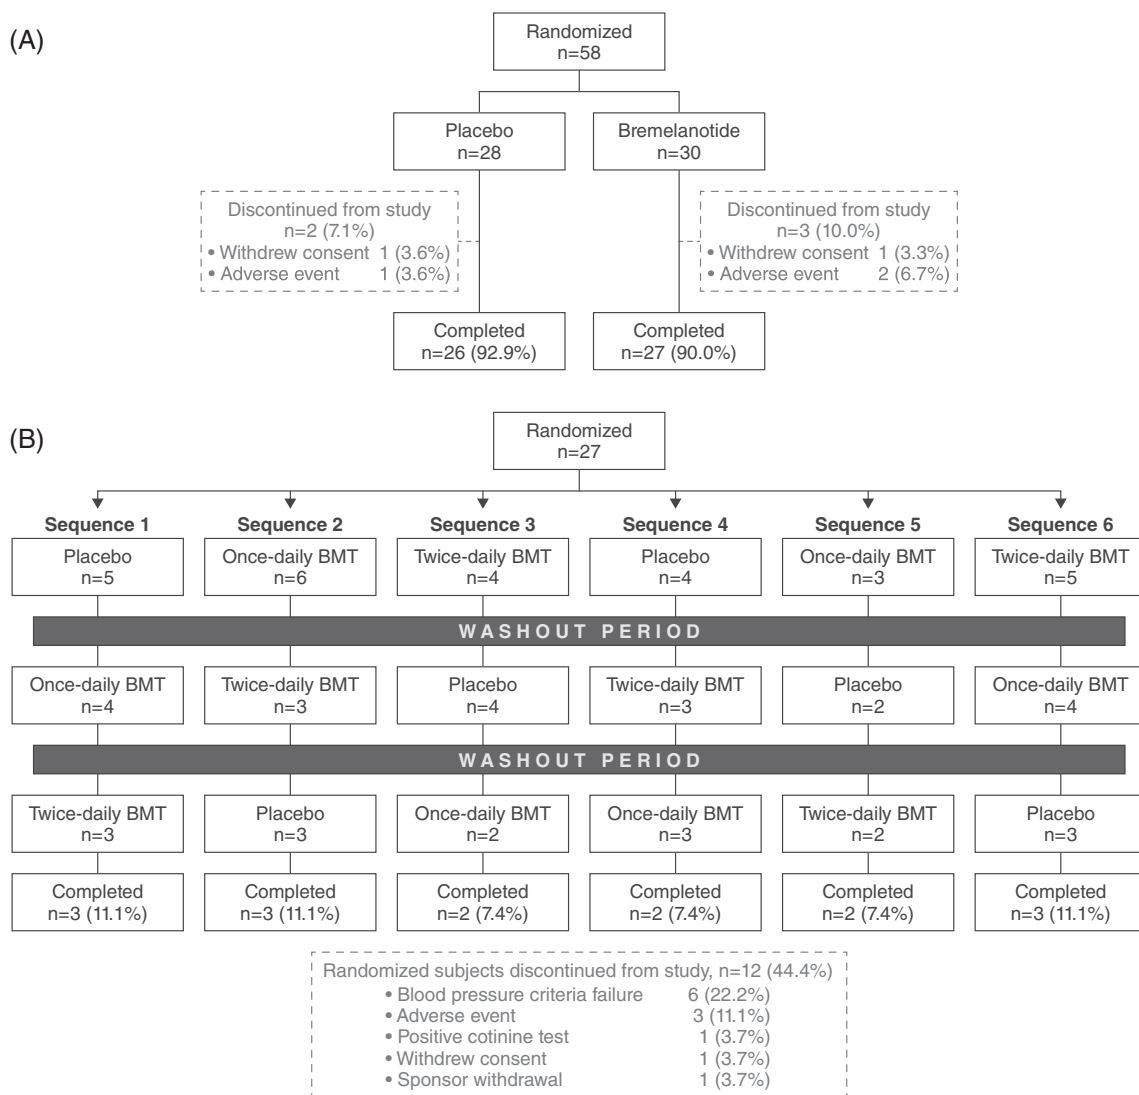 (A)
Randomized
n=58
Placebo
n=28
Bremelanotide
n=30
Discontinued from study
n=2 (7.1%)
• Withdrew consent 1 (3.6%)
• Adverse event 1 (3.6%)
Discontinued from study
n=3 (10.0%)
• Withdrew consent 1 (3.3%)
• Adverse event 2 (6.7%)
Completed
n=26 (92.9%)
Completed
n=27 (90.0%)
(B)
Randomized
n=27
Sequence 1 Sequence 2 Sequence 3 Sequence 4 Sequence 5 Sequence 6
Placebo Once-daily BMT Twice-daily BMT Placebo Once-daily BMT Twice-daily BMT
n=5 n=6 n=4 n=4 n=3 n=5
WASHOUT PERIOD
Once-daily BMT Twice-daily BMT Placebo Twice-daily BMT Placebo Once-daily BMT
n=4 n=3 n=4 n=3 n=2 n=4
WASHOUT PERIOD
Twice-daily BMT Placebo Once-daily BMT Once-daily BMT Twice-daily BMT Placebo
n=3 n=3 n=2 n=3 n=2 n=3
Completed Completed Completed Completed Completed Completed
n=3 (11.1%) n=3 (11.1%) n=2 (7.4%) n=2 (7.4%) n=2 (7.4%) n=3 (11.1%)
Randomized subjects discontinued from study, n=12 (44.4%)
• Blood pressure criteria failure 6 (22.2%)
• Adverse event 3 (11.1%)
• Positive cotinine test 1 (3.7%)
• Withdrew consent 1 (3.7%)
• Sponsor withdrawal 1 (3.7%)